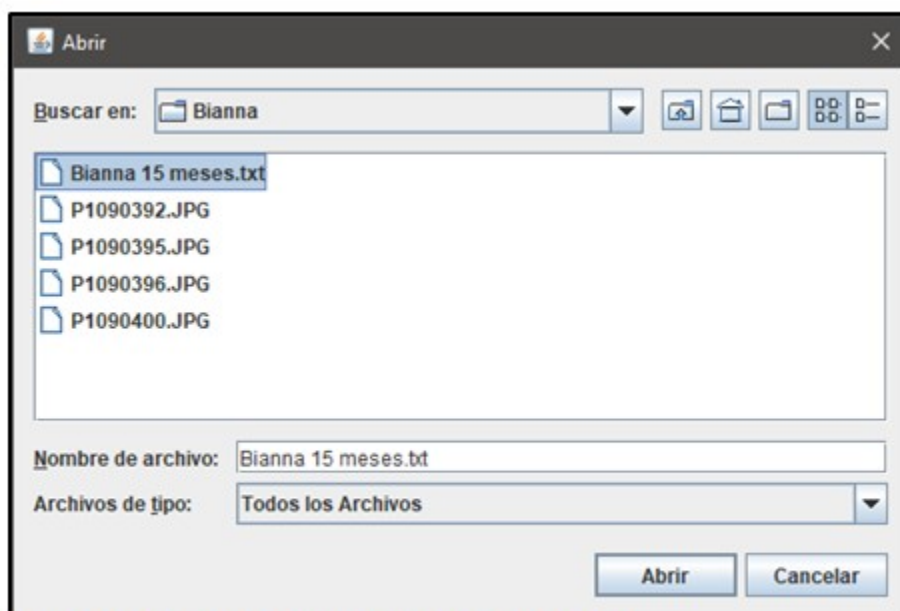 Abrir
Buscar en: Bianna
Bianna 15 meses.txt
P1090392.JPG
P1090395.JPG
P1090396.JPG
P1090400.JPG
Nombre de archivo: Bianna 15 meses.txt
Archivos de tipo: Todos los Archivos
Abrir Cancelar